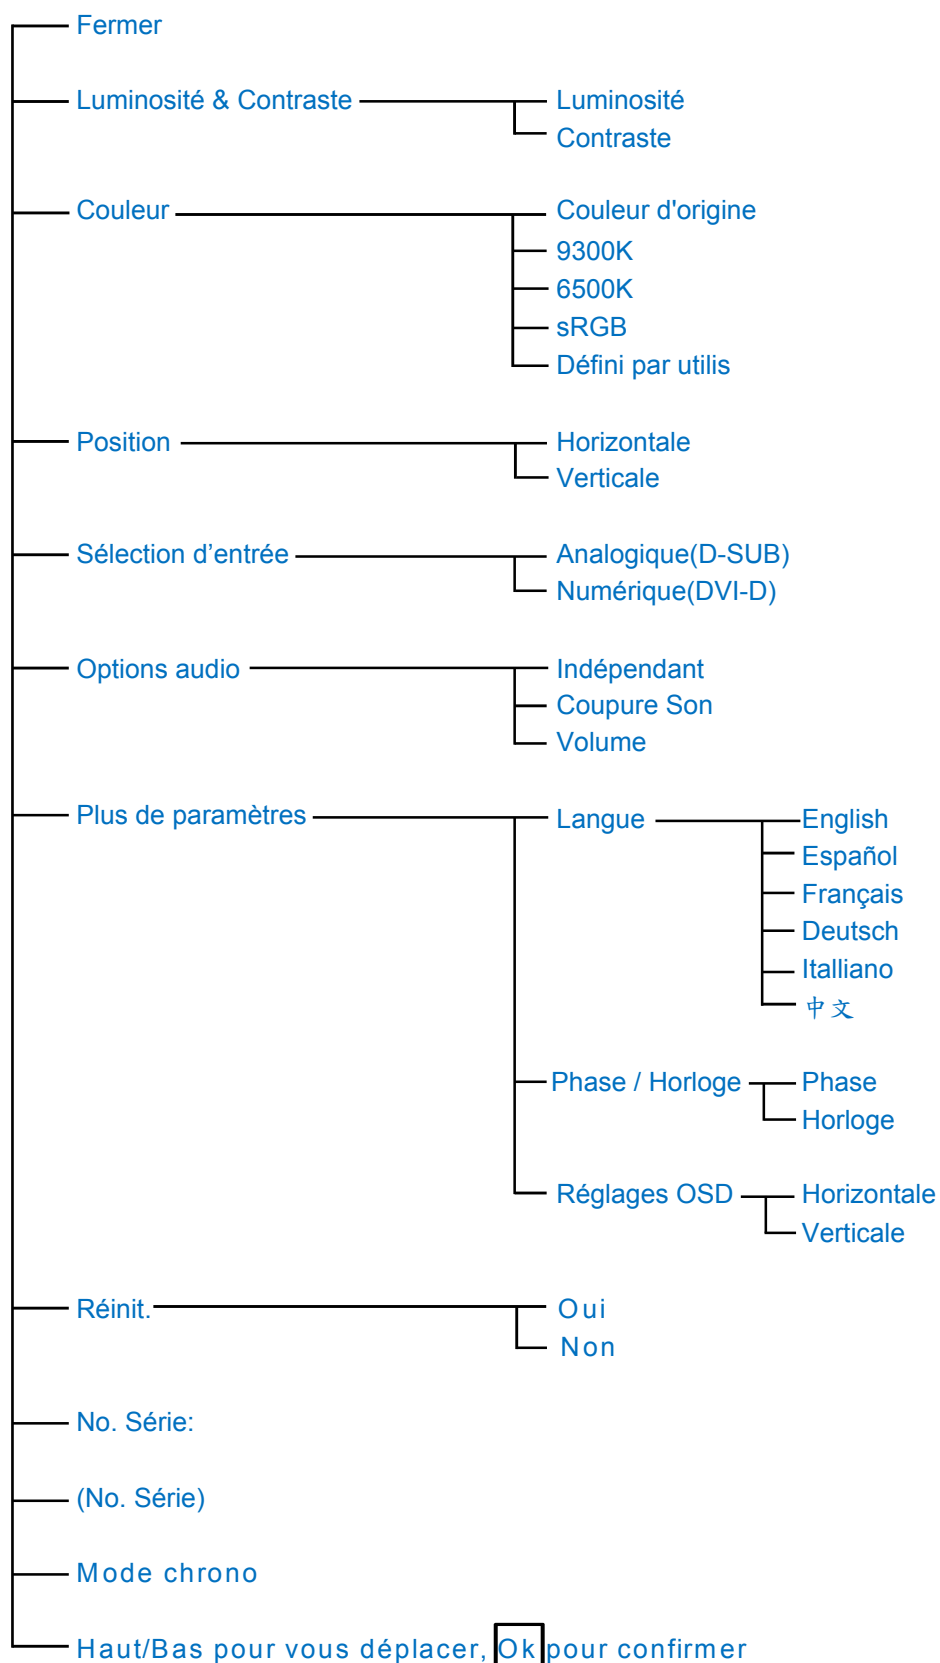 Fermer
Luminosité & Contraste
Luminosité
Contraste
Couleur
Couleur d'origine
9300K
6500K
sRGB
Défini par utilis
Position
Horizontale
Verticale
Sélection d’entrée
Analogique(D-SUB)
Numérique(DVI-D)
Options audio
Indépendant
Coupure Son
Volume
Plus de paramètres
Langue
English
Español
Français
Deutsch
Italliano
中文
Phase / Horloge
Phase
Horloge
Réglages OSD
Horizontale
Verticale
Réinit.
Oui
Non
No. Série:
(No. Série)
Mode chrono
Haut/Bas pour vous déplacer, Ok pour confirmer